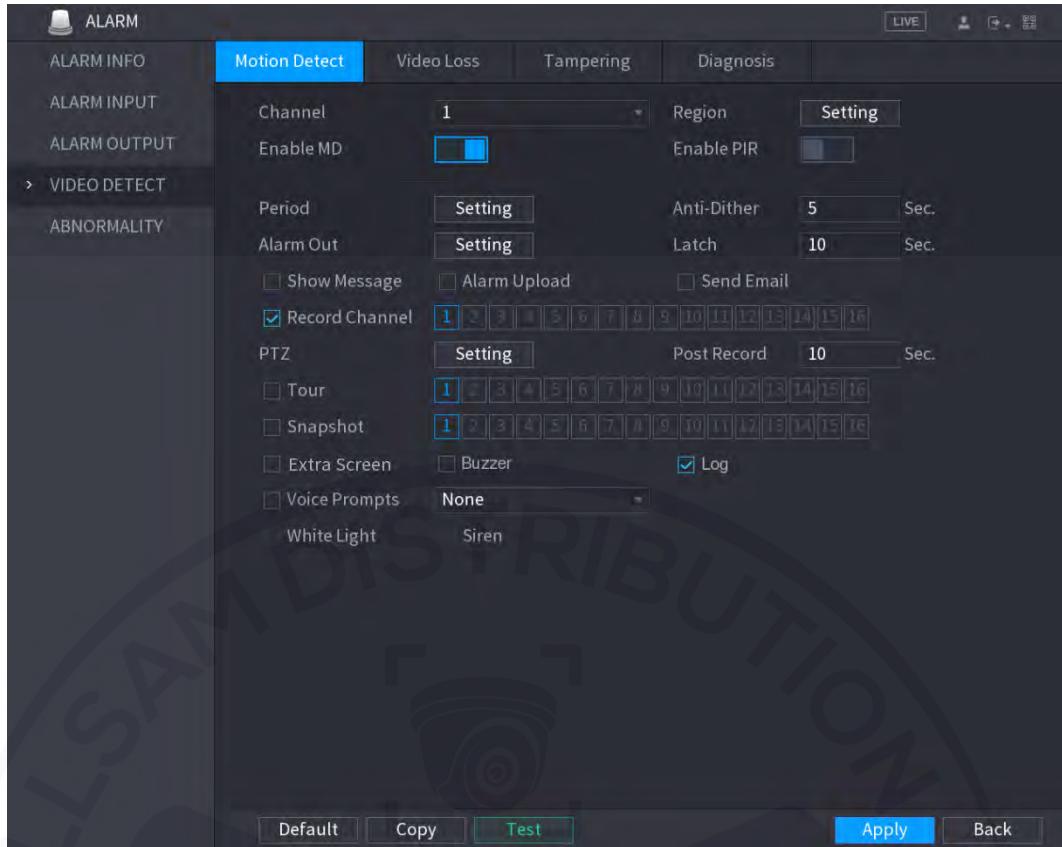 ALARM
LIVE
ALARM INFO
ALARM INPUT
ALARM OUTPUT
> VIDEO DETECT
ABNORMALITY
Motion Detect Video Loss Tampering Diagnosis
Channel 1 Region Setting
Enable MD Enable PIR
Period Setting Anti-Dither 5 Sec.
Alarm Out Setting Latch 10 Sec.
Show Message Alarm Upload Send Email
Record Channel 1 2 3 4 5 6 7 8 9 10 11 12 13 14 15 16
PTZ Setting Post Record 10 Sec.
Tour 1 2 3 4 5 6 7 8 9 10 11 12 13 14 15 16
Snapshot 1 2 3 4 5 6 7 8 9 10 11 12 13 14 15 16
Extra Screen Buzzer Log
Voice Prompts None
White Light Siren
LSAM DISTRIBUTION
Default Copy Test Apply Back